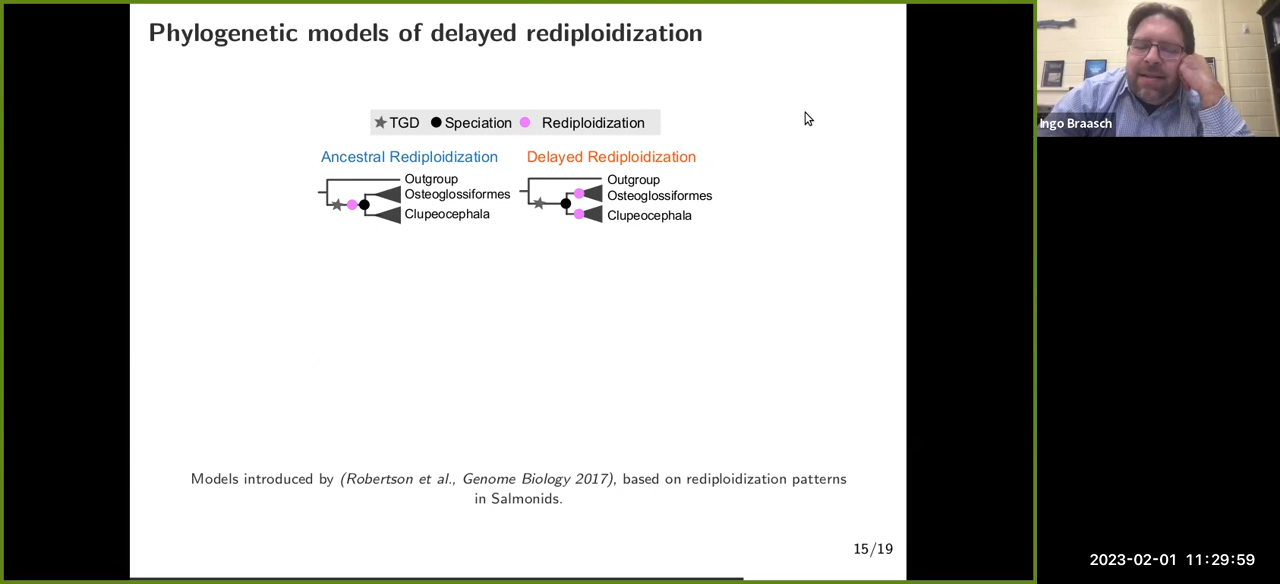 Phylogenetic models of delayed rediploidization
TGD Speciation Rediploidization
Ancestral Rediploidization
Outgroup
Osteoglossiformes
Clupeocephala
Delayed Rediploidization
Outgroup
Osteoglossiformes
Clupeocephala
Models introduced by (Robertson et al., Genome Biology 2017), based on rediploidization patterns
in Salmonids.
15/19
Ingo Braasch
2023-02-01 11:29:59